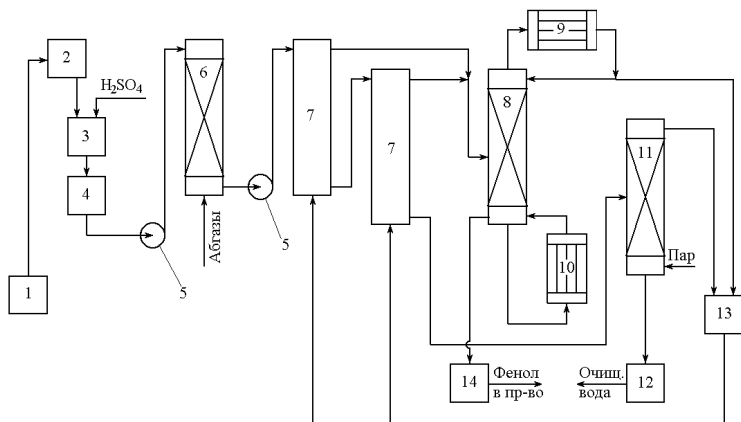 9
2
H₂SO₄
6
3
7
7
8
11
4
5
5
Абгазы
1
10
Пар
13
14
Фенол
в пр-во
Очищ.
вода
12